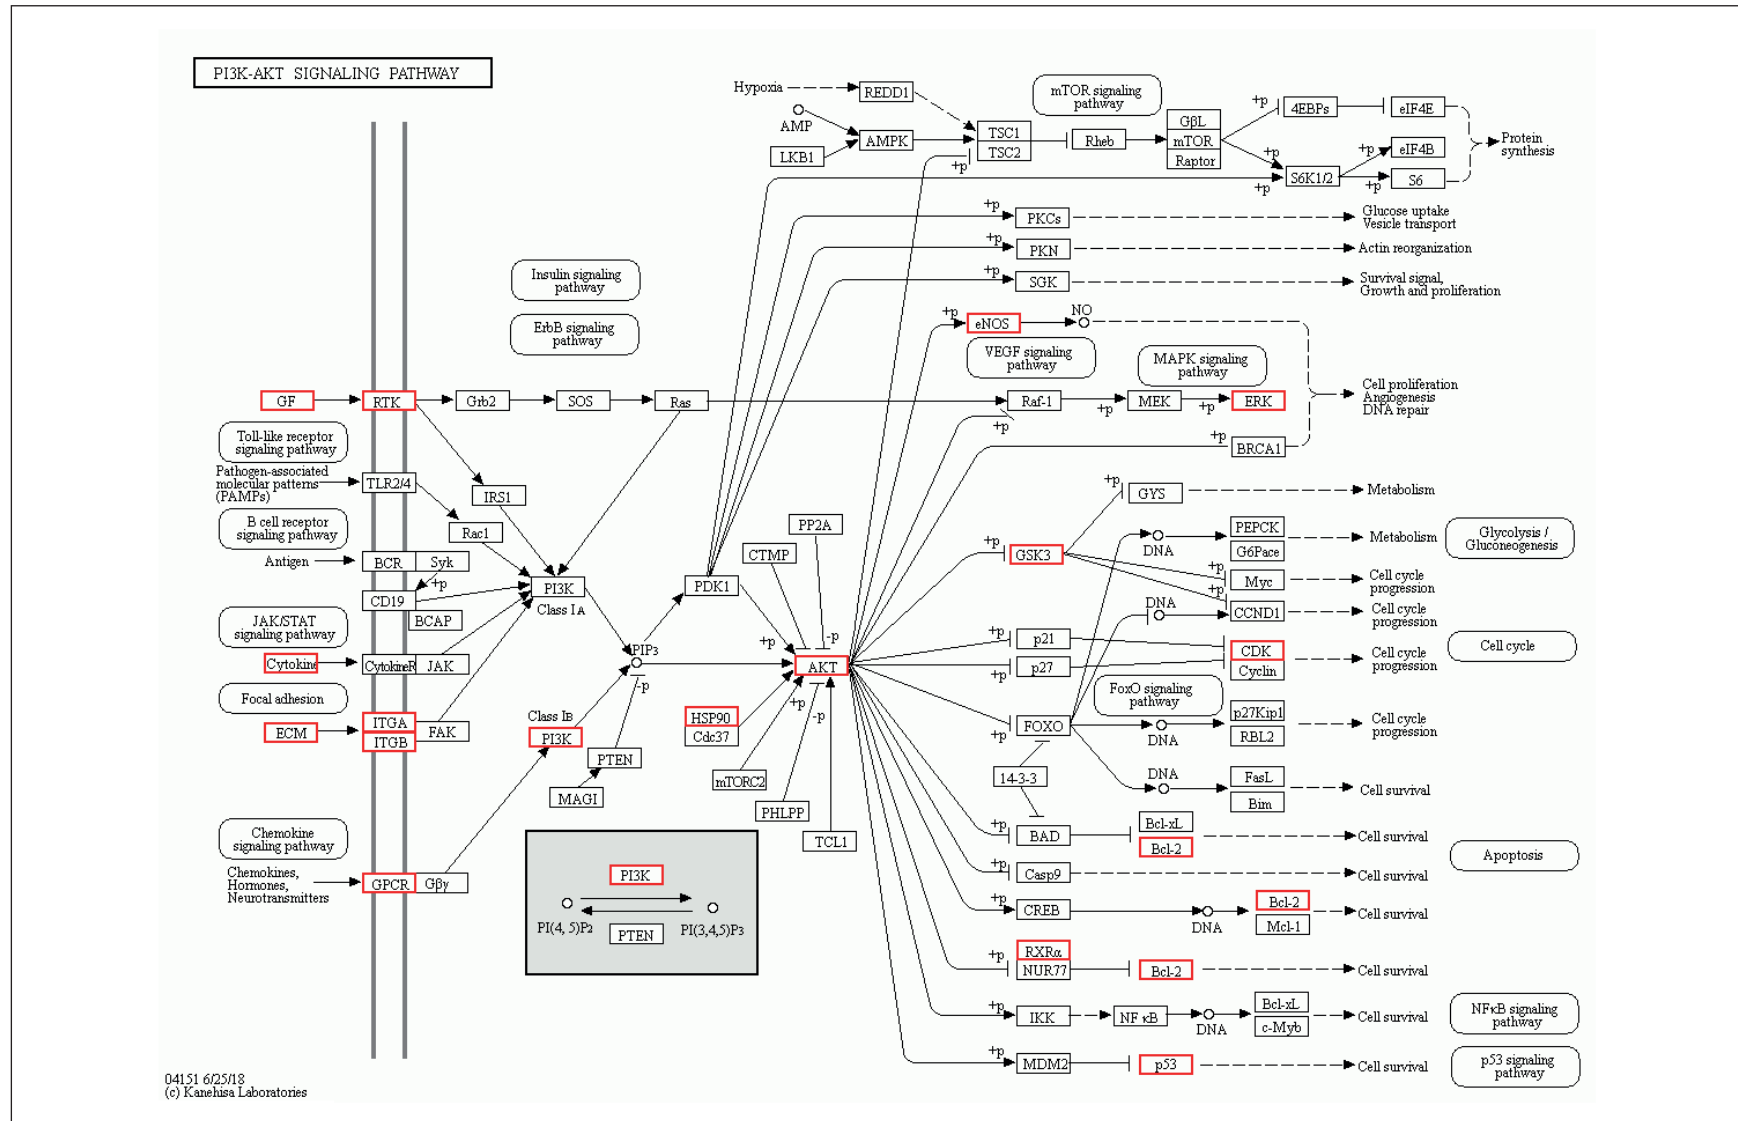 PI3K-AKT SIGNALING PATHWAY
Hypoxia
REDD1
mTOR signaling
pathway
AMP
LKB1
AMPK
TSC1
TSC2
+p
Rheb
GβL
mTOR
Raptor
+p
4EBPs
eIF4E
+p
S6K1/2
+p
+p
eIF4B
+p
S6
Protein
synthesis
+p
PKCs
Glucose uptake
Vesicle transport
+p
PKN
Actin reorganization
+p
SGK
Survival signal,
Growth and proliferation
Insulin signaling
pathway
ErbB signaling
pathway
+p
eNOS
NO
VEGF signaling
pathway
MAPK signaling
pathway
GF
RTK
Grb2
SOS
Ras
Raf-1
+p
MEK
+p
ERK
+p
Cell proliferation
Angiogenesis
DNA repair
+p
BRCA1
Toll-like receptor
signaling pathway
Pathogen-associated
molecular patterns
(PAMPs)
TLR2/4
IRS1
Rac1
GYS
Metabolism
B cell receptor
signaling pathway
Antigen
BCR
Syk
+p
CD19
BCAP
PI3K
Class IA
PDK1
CTMP
PP2A
+p
GSK3
DNA
PEPCK
G6Pace
Metabolism
Glycolysis /
Gluconeogenesis
+p
Myc
Cell cycle
progression
+p
DNA
CCND1
Cell cycle
progression
JAK/STAT
signaling pathway
Cytokine
CytokineR
JAK
PIP3
+p
-p
AKT
+p
p21
+p
p27
CDK
Cyclin
Cell cycle
progression
Cell cycle
Focal adhesion
ECM
ITGA
ITGB
FAK
Class IB
PI3K
-p
PTEN
MAGI
HSP90
Cdc37
+p
-p
mTORC2
PHLPP
TCL1
FoxO signaling
pathway
+p
FOXO
DNA
p27Kip1
RBL2
Cell cycle
progression
14-3-3
DNA
FasL
Bim
Cell survival
Chemokine
signaling pathway
Chemokines,
Hormones,
Neurotransmitters
GPCR
Gβγ
PI3K
PI(4, 5)P2
PI(3,4,5)P3
PTEN
+p
BAD
Bcl-xL
Bcl-2
Cell survival
Apoptosis
+p
Casp9
Cell survival
+p
CREB
DNA
Bcl-2
Mcl-1
Cell survival
+p
RXRα
NUR77
Bcl-2
Cell survival
+p
IKK
NFκB
DNA
Bcl-xL
c-Myb
Cell survival
NFκB signaling
pathway
+p
MDM2
p53
Cell survival
p53 signaling
pathway
04151 6/25/18
(c) Kanehisa Laboratories